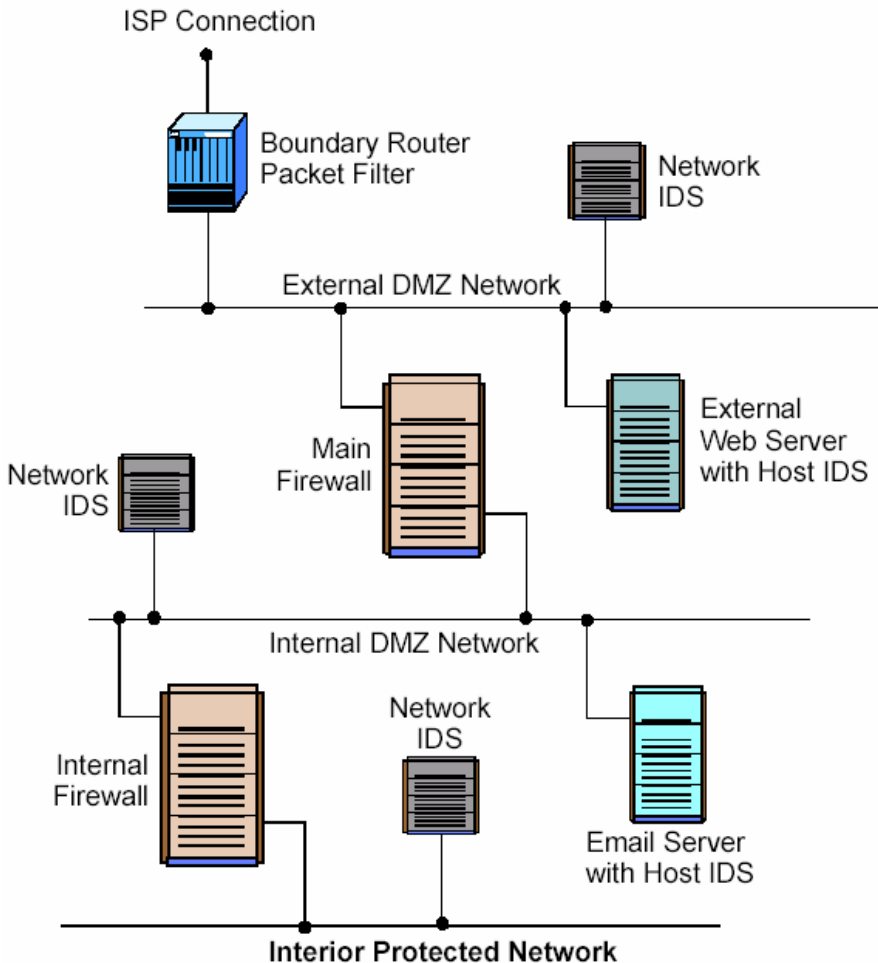 ISP Connection
Boundary Router
Packet Filter
Network
IDS
External DMZ Network
Main
Firewall
External
Web Server
with Host IDS
Network
IDS
Internal DMZ Network
Internal
Firewall
Network
IDS
Email Server
with Host IDS
Interior Protected Network